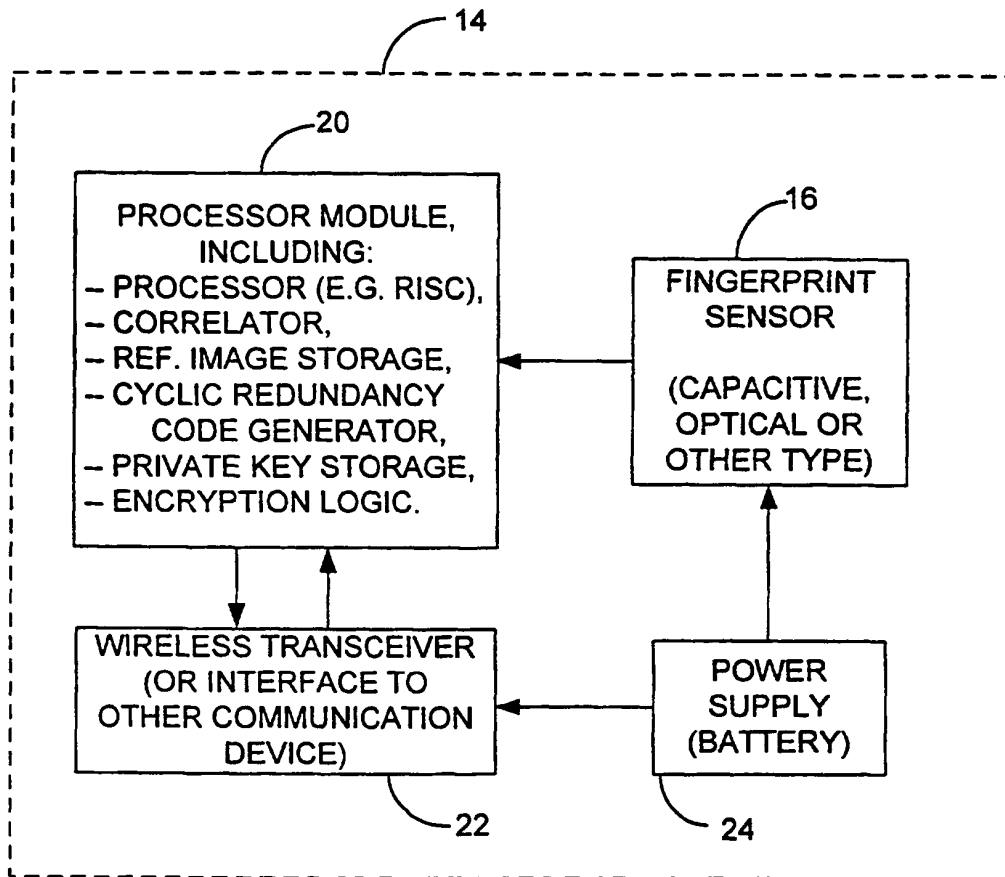 14
20
PROCESSOR MODULE,
INCLUDING:
– PROCESSOR (E.G. RISC),
– CORRELATOR,
– REF. IMAGE STORAGE,
– CYCLIC REDUNDANCY
CODE GENERATOR,
– PRIVATE KEY STORAGE,
– ENCRYPTION LOGIC.
16
FINGERPRINT
SENSOR
(CAPACITIVE,
OPTICAL OR
OTHER TYPE)
WIRELESS TRANSCEIVER
(OR INTERFACE TO
OTHER COMMUNICATION
DEVICE)
22
POWER
SUPPLY
(BATTERY)
24